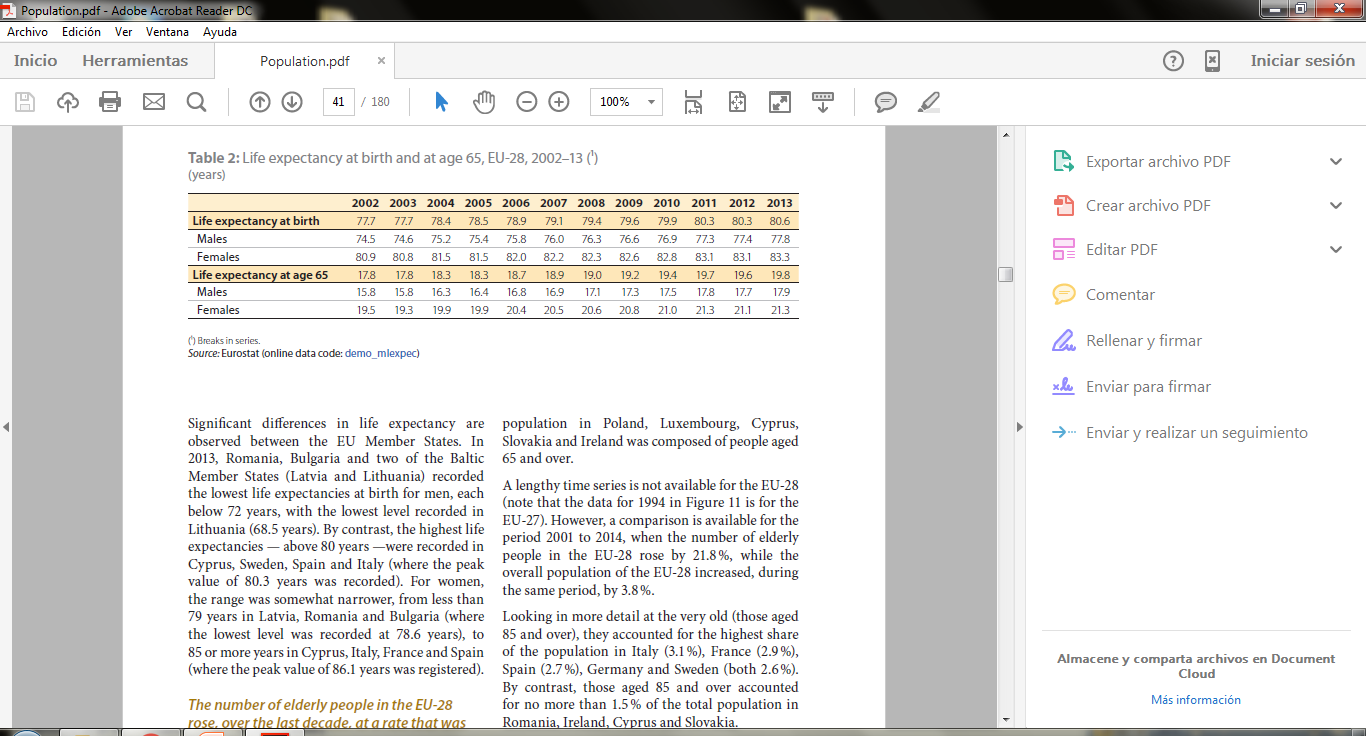 Population.pdf - Adobe Acrobat Reader DC
Archivo Edición Ver Ventana Ayuda
Inicio Herramientas Population.pdf × Iniciar sesión
41 / 180 100%
Table 2: Life expectancy at birth and at age 65, EU-28, 2002–13 (¹)
(years)
2002 2003 2004 2005 2006 2007 2008 2009 2010 2011 2012 2013
Life expectancy at birth 77.7 77.7 78.4 78.5 78.9 79.1 79.4 79.6 79.9 80.3 80.3 80.6
Males 74.5 74.6 75.2 75.4 75.8 76.0 76.3 76.6 76.9 77.3 77.4 77.8
Females 80.9 80.8 81.5 81.5 82.0 82.2 82.3 82.6 82.8 83.1 83.1 83.3
Life expectancy at age 65 17.8 17.8 18.3 18.3 18.7 18.9 19.0 19.2 19.4 19.7 19.6 19.8
Males 15.8 15.8 16.3 16.4 16.8 16.9 17.1 17.3 17.5 17.8 17.7 17.9
Females 19.5 19.3 19.9 19.9 20.4 20.5 20.6 20.8 21.0 21.3 21.1 21.3
(¹) Breaks in series.
Source: Eurostat (online data code: demo_mlexpec)
Significant differences in life expectancy are
observed between the EU Member States. In
2013, Romania, Bulgaria and two of the Baltic
Member States (Latvia and Lithuania) recorded
the lowest life expectancies at birth for men, each
below 72 years, with the lowest level recorded in
Lithuania (68.5 years). By contrast, the highest life
expectancies — above 80 years —were recorded in
Cyprus, Sweden, Spain and Italy (where the peak
value of 80.3 years was recorded). For women,
the range was somewhat narrower, from less than
79 years in Latvia, Romania and Bulgaria (where
the lowest level was recorded at 78.6 years), to
85 or more years in Cyprus, Italy, France and Spain
(where the peak value of 86.1 years was registered).
The number of elderly people in the EU-28
rose, over the last decade, at a rate that was
population in Poland, Luxembourg, Cyprus,
Slovakia and Ireland was composed of people aged
65 and over.
A lengthy time series is not available for the EU-28
(note that the data for 1994 in Figure 11 is for the
EU-27). However, a comparison is available for the
period 2001 to 2014, when the number of elderly
people in the EU-28 rose by 21.8 %, while the
overall population of the EU-28 increased, during
the same period, by 3.8 %.
Looking in more detail at the very old (those aged
85 and over), they accounted for the highest share
of the population in Italy (3.1 %), France (2.9 %),
Spain (2.7 %), Germany and Sweden (both 2.6 %).
By contrast, those aged 85 and over accounted
for no more than 1.5 % of the total population in
Romania, Ireland, Cyprus and Slovakia.
Exportar archivo PDF
Crear archivo PDF
Editar PDF
Comentar
Rellenar y firmar
Enviar para firmar
Enviar y realizar un seguimiento
Almacene y comparta archivos en Document
Cloud
Más información